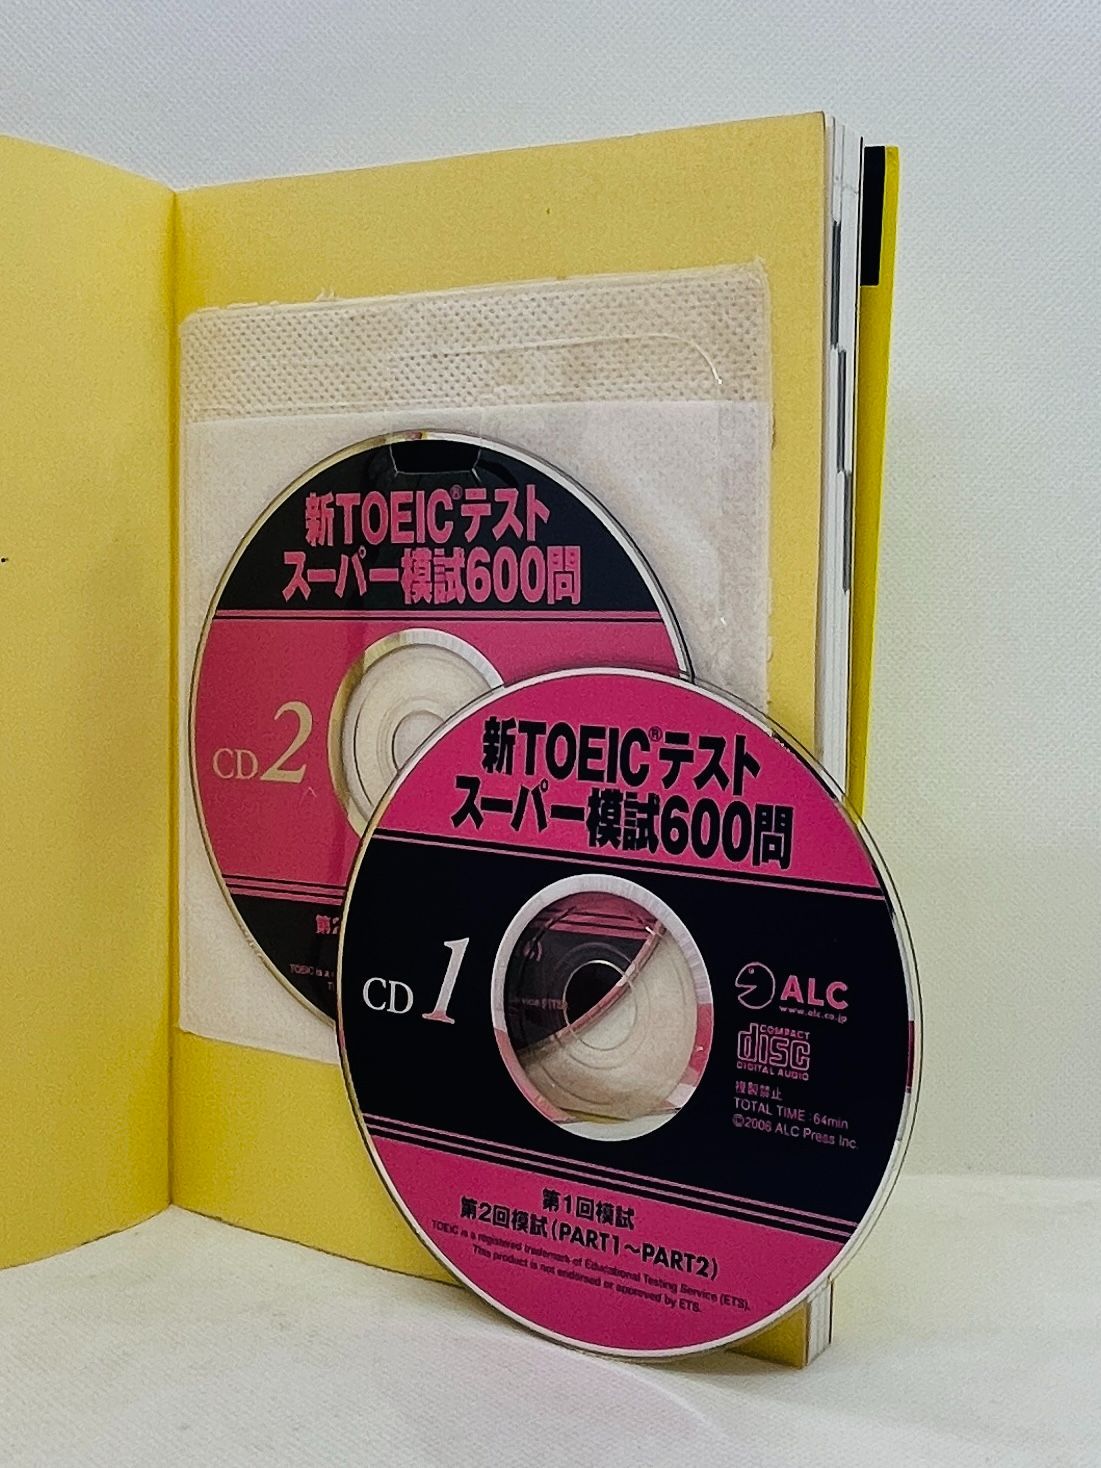 新TOEIC®テスト
スーパー模試600問
CD 2
第2
TOEIC is a
新TOEIC®テスト
スーパー模試600問
CD 1
ALC
www.alc.co.jp
COMPACT
disc
DIGITAL AUDIO
複製禁止
TOTAL TIME : 64min
©2006 ALC Press Inc.
第1回模試
第2回模試(PART1～PART2)
TOEIC is a registered trademark of Educational Testing Service (ETS).
This product is not endorsed or approved by ETS.